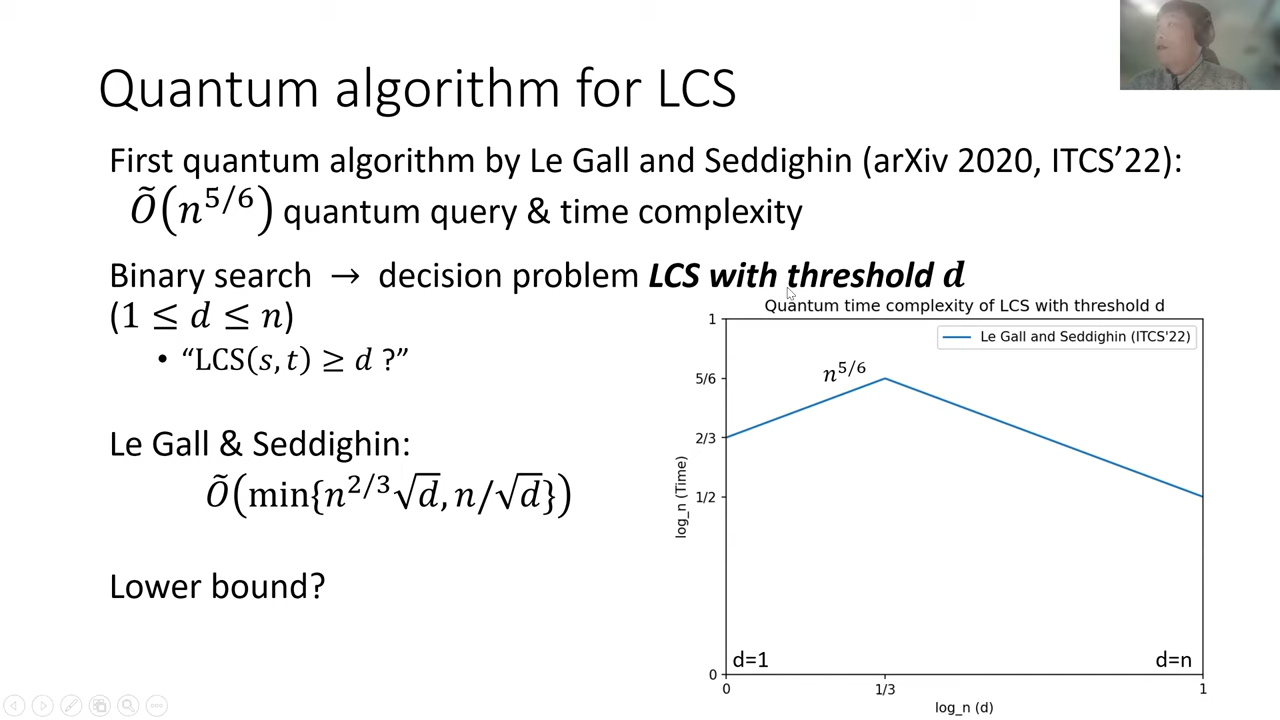 Quantum algorithm for LCS
First quantum algorithm by Le Gall and Seddighin (arXiv 2020, ITCS’22):
Õ(n^{5/6}) quantum query & time complexity
Binary search → decision problem LCS with threshold d
(1 ≤ d ≤ n)
• “LCS(s, t) ≥ d ?”
Le Gall & Seddighin:
Õ(min{n^{2/3}√d, n/√d})
Lower bound?
Quantum time complexity of LCS with threshold d
Le Gall and Seddighin (ITCS'22)
n^{5/6}
1
5/6
2/3
1/2
0
log_n (Time)
d=1
d=n
0
1/3
1
log_n (d)